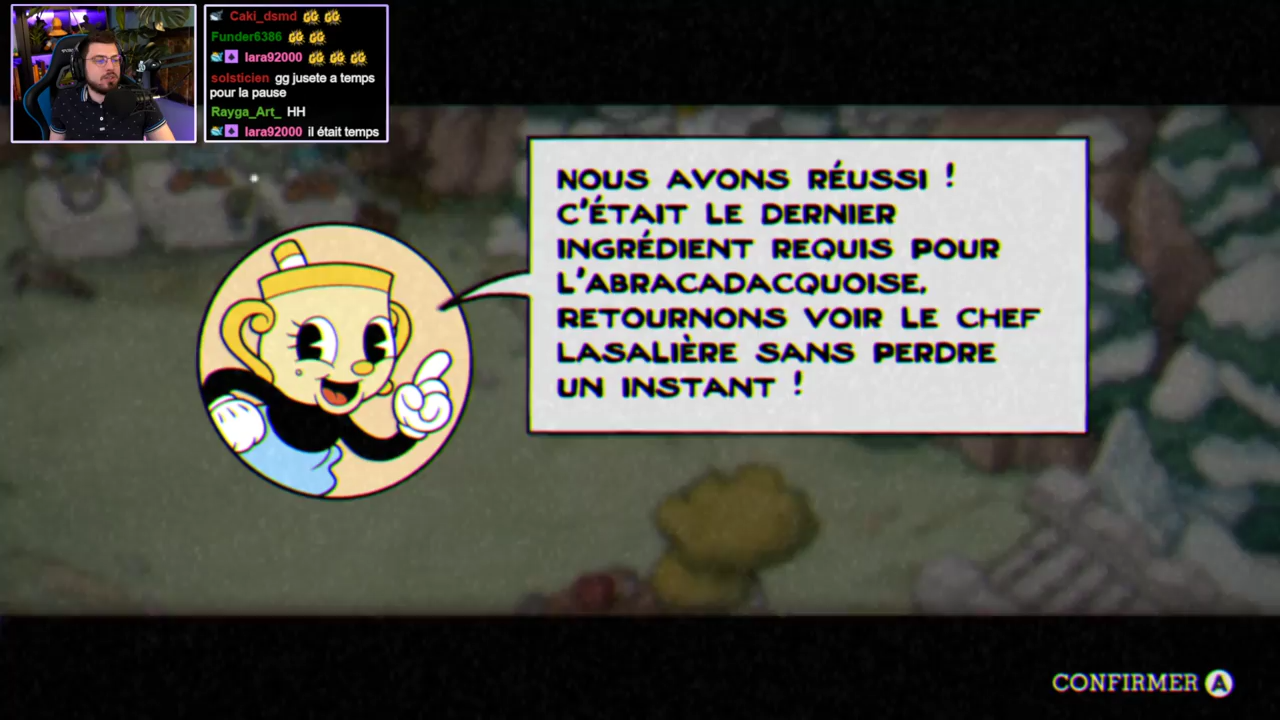 Caki_dsmd
Funder6386
lara92000
solsticien gg jusete a temps
pour la pause
Rayga_Art_ HH
lara92000 il était temps
NOUS AVONS RÉUSSI !
C'ÉTAIT LE DERNIER
INGRÉDIENT REQUIS POUR
L'ABRACADACQUOISE.
RETOURNONS VOIR LE CHEF
LASALIÈRE SANS PERDRE
UN INSTANT !
CONFIRMER A